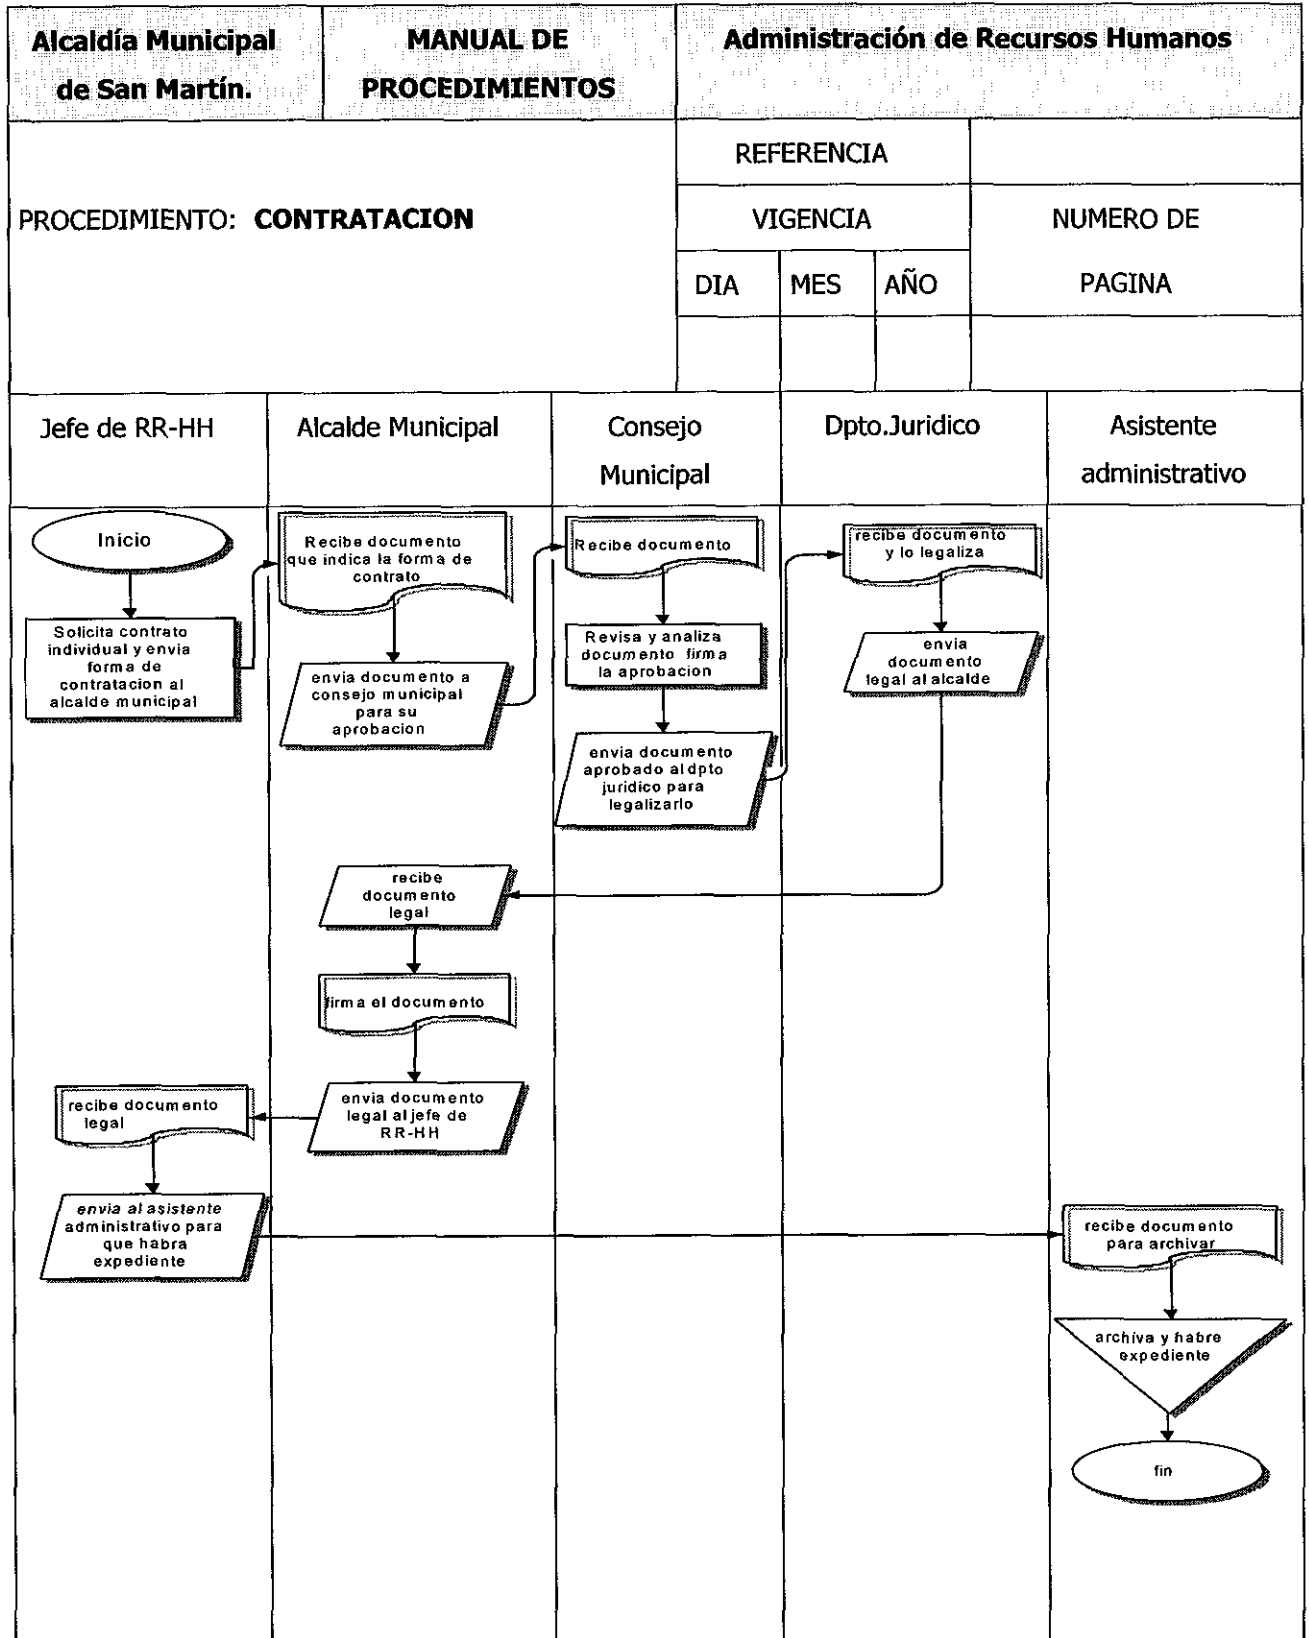 Alcaldía Municipal
de San Martín.
MANUAL DE
PROCEDIMIENTOS
Administración de Recursos Humanos
PROCEDIMIENTO: CONTRATACION
REFERENCIA
VIGENCIA
NUMERO DE
PAGINA
DIA
MES
AÑO
Jefe de RR-HH
Alcalde Municipal
Consejo
Municipal
Dpto.Juridico
Asistente
administrativo
Inicio
Solicita contrato
individual y envia
forma de
contratacion al
alcalde municipal
Recibe documento
que indica la forma de
contrato
envia documento a
consejo municipal
para su
aprobacion
Recibe documento
Revisa y analiza
documento firma
la aprobacion
envia documento
aprobado al dpto
juridico para
legalizarlo
recibe documento
y lo legaliza
envia
documento
legal al alcalde
recibe
documento
legal
firma el documento
envia documento
legal al jefe de
RR-HH
recibe documento
legal
envia al asistente
administrativo para
que habra
expediente
recibe documento
para archivar
archiva y habre
expediente
fin